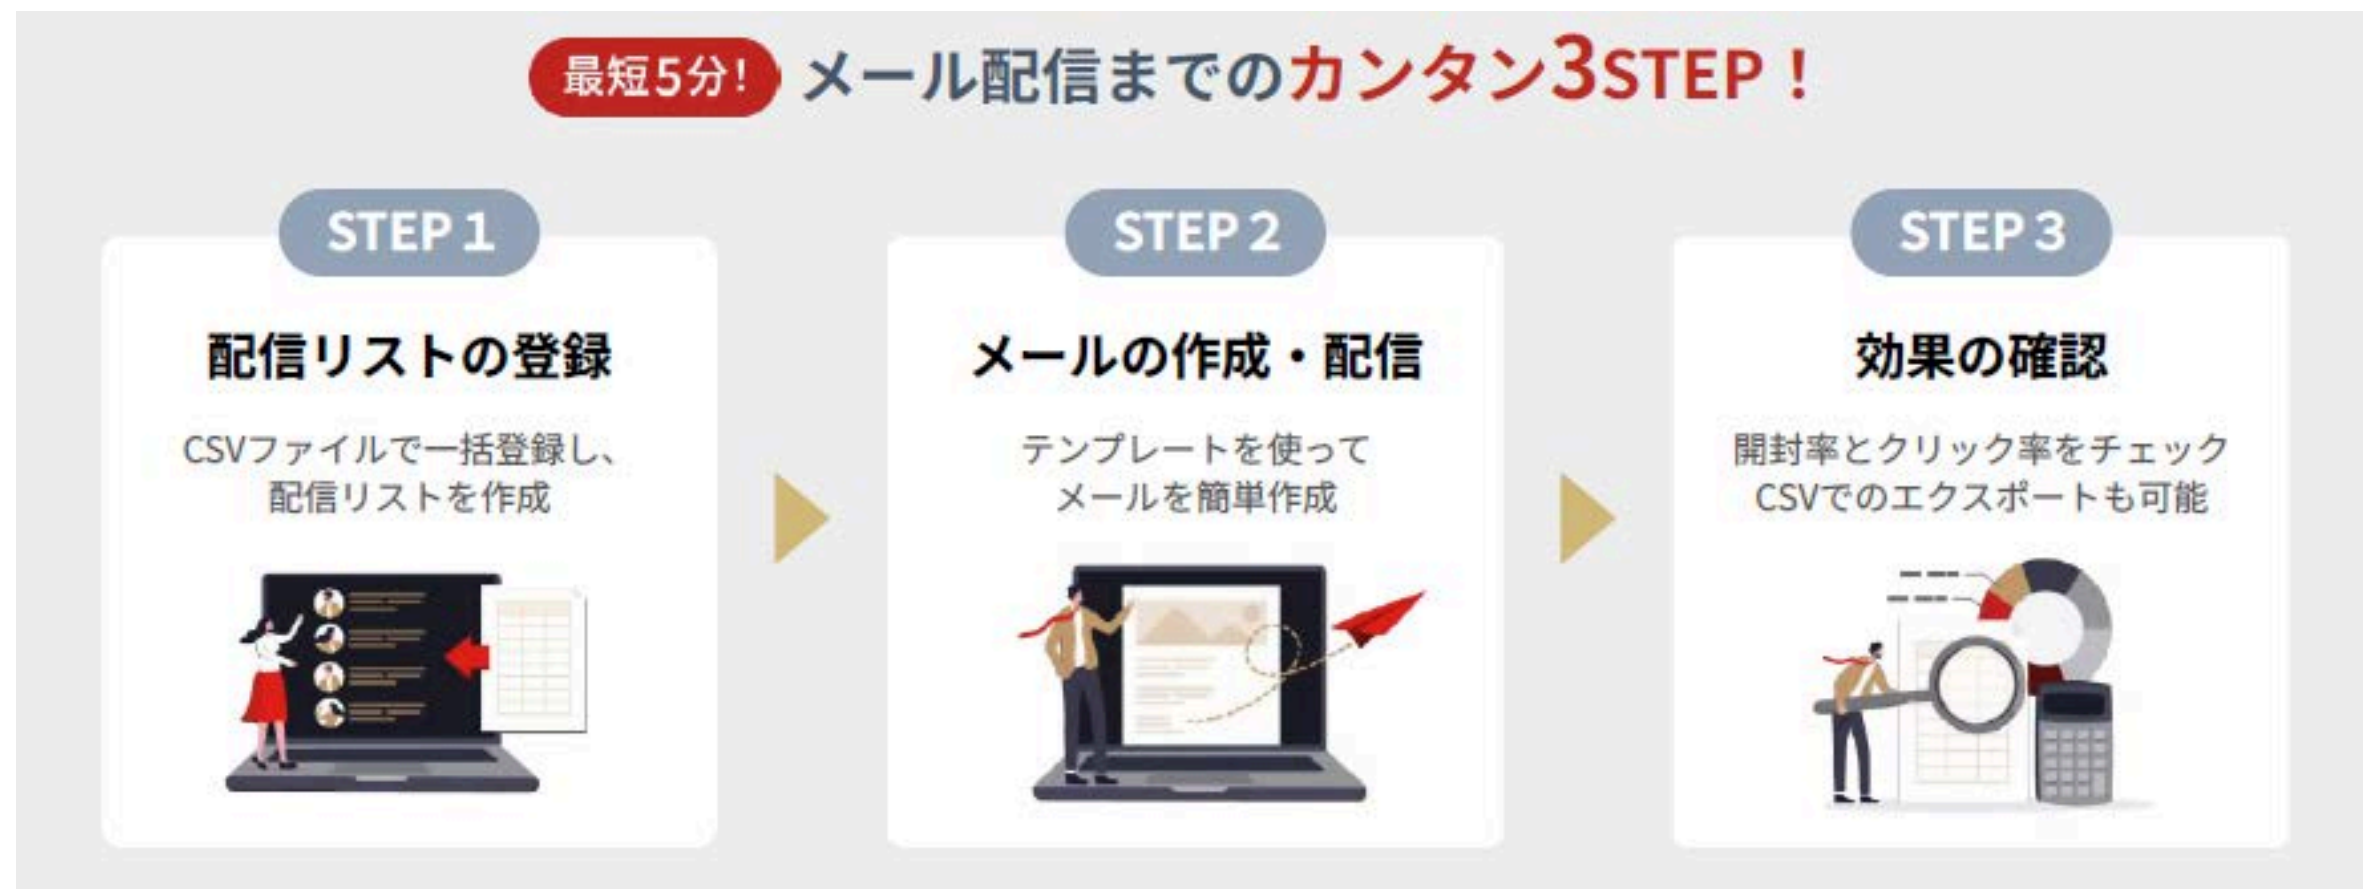 最短5分！ メール配信までのカンタン3STEP！
STEP 1
配信リストの登録
CSVファイルで一括登録し、
配信リストを作成
STEP 2
メールの作成・配信
テンプレートを使って
メールを簡単作成
STEP 3
効果の確認
開封率とクリック率をチェック
CSVでのエクスポートも可能